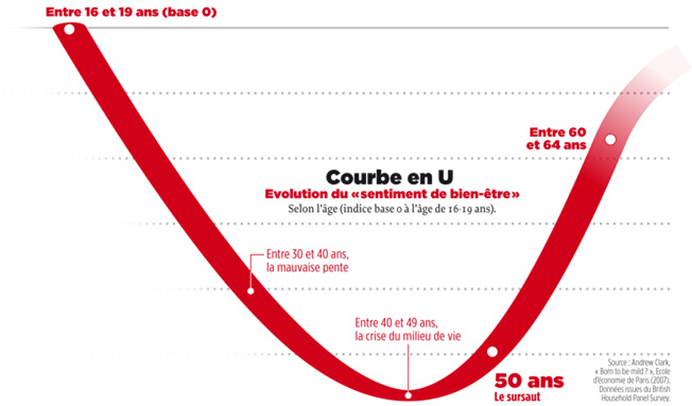 Entre 16 et 19 ans (base 0)
Entre 60
et 64 ans
Courbe en U
Evolution du «sentiment de bien-être»
Selon l'âge (indice base 0 à l'âge de 16-19 ans).
Entre 30 et 40 ans,
la mauvaise pente
Entre 40 et 49 ans,
la crise du milieu de vie
50 ans
Le sursaut
Source : Andrew Clark,
« Born to be mild ? », Ecole
d'économie de Paris (2007).
Données issues du British
Household Panel Survey.